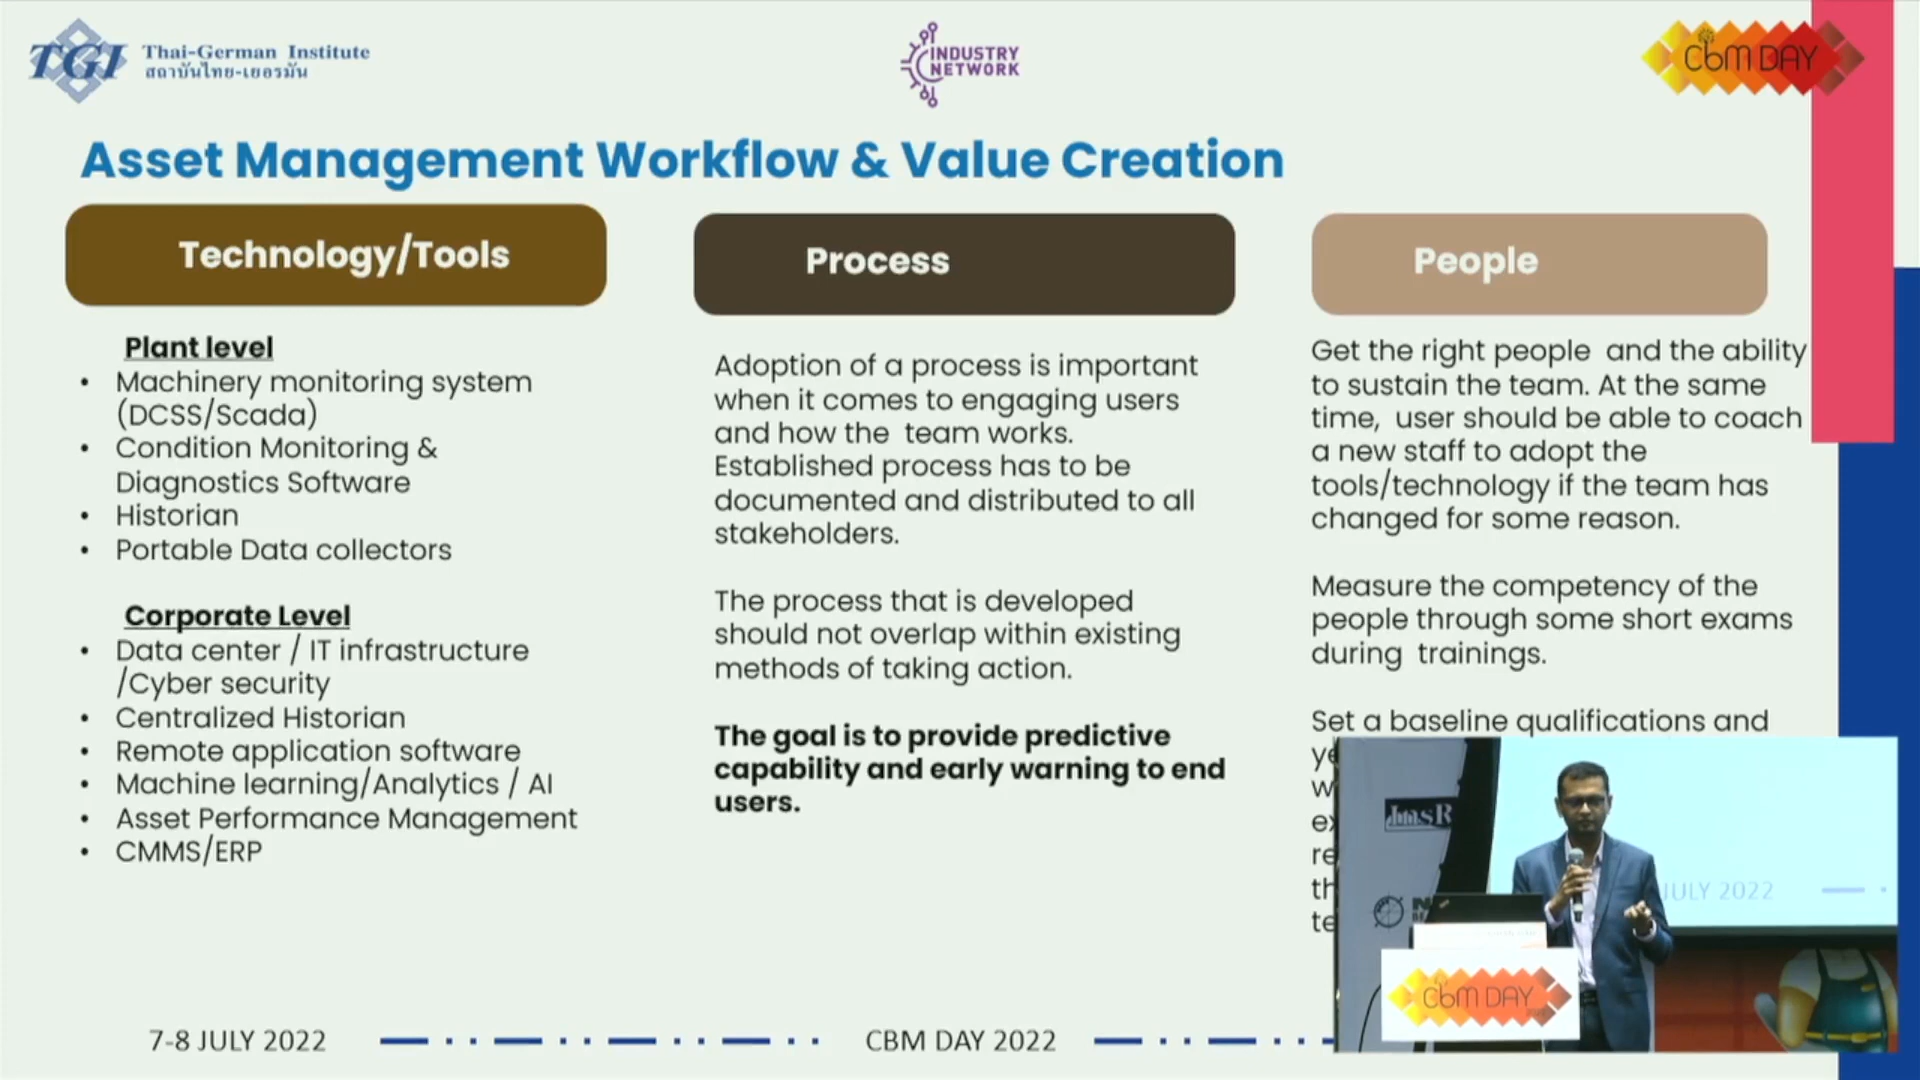 TGI Thai-German Institute
สถาบันไทย-เยอรมัน
INDUSTRY
NETWORK
CbM DAY
Asset Management Workflow & Value Creation
Technology/Tools
Plant level
• Machinery monitoring system
(DCSS/Scada)
• Condition Monitoring &
Diagnostics Software
• Historian
• Portable Data collectors
Corporate Level
• Data center / IT infrastructure
/Cyber security
• Centralized Historian
• Remote application software
• Machine learning/Analytics / AI
• Asset Performance Management
• CMMS/ERP
Process
Adoption of a process is important
when it comes to engaging users
and how the team works.
Established process has to be
documented and distributed to all
stakeholders.
The process that is developed
should not overlap within existing
methods of taking action.
The goal is to provide predictive
capability and early warning to end
users.
People
Get the right people and the ability
to sustain the team. At the same
time, user should be able to coach
a new staff to adopt the
tools/technology if the team has
changed for some reason.
Measure the competency of the
people through some short exams
during trainings.
Set a baseline qualifications and
JULY 2022
CbM DAY
7-8 JULY 2022
CBM DAY 2022